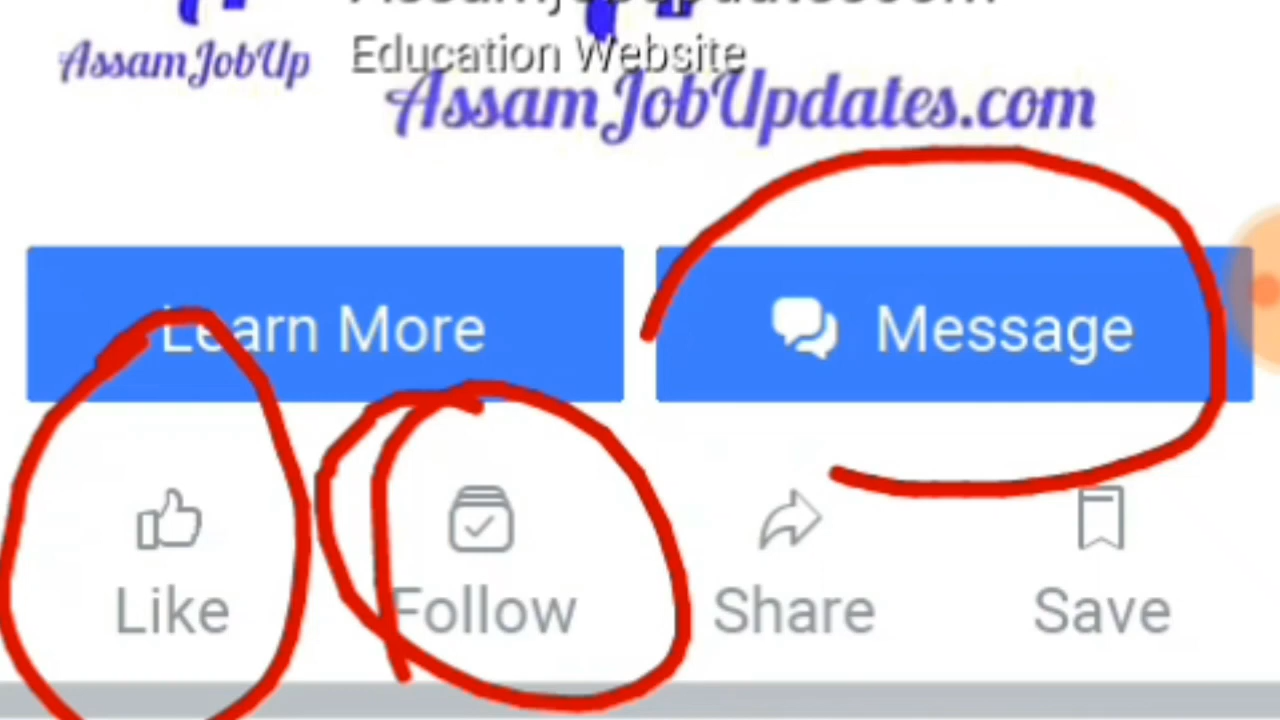 AssamJobUp
Education Website
AssamJobUpdates.com
Learn More
Message
Like
Follow
Share
Save